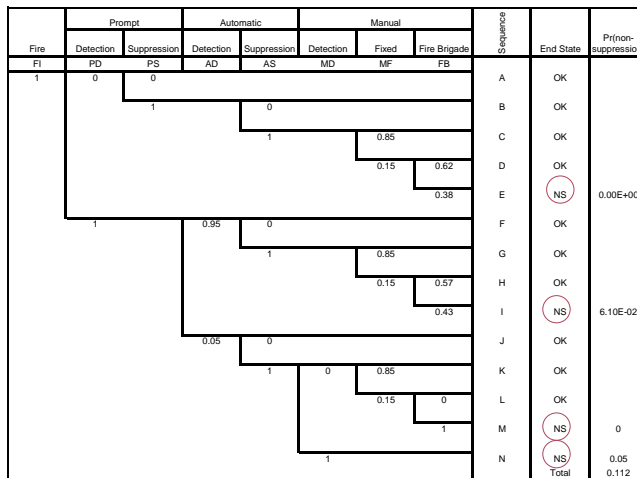 Prompt Automatic Manual
Fire Detection Suppression Detection Suppression Detection Fixed Fire Brigade Sequence End State Pr(non-suppressio
FI PD PS AD AS MD MF FB
1 0 0 A OK
1 0 B OK
1 0.85 C OK
0.15 0.62 D OK
0.38 E NS 0.00E+00
1 0.95 0 F OK
1 0.85 G OK
0.15 0.57 H OK
0.43 I NS 6.10E-02
0.05 0 J OK
1 0 0.85 K OK
0.15 0 L OK
1 M NS 0
1 N NS 0.05
Total 0.112